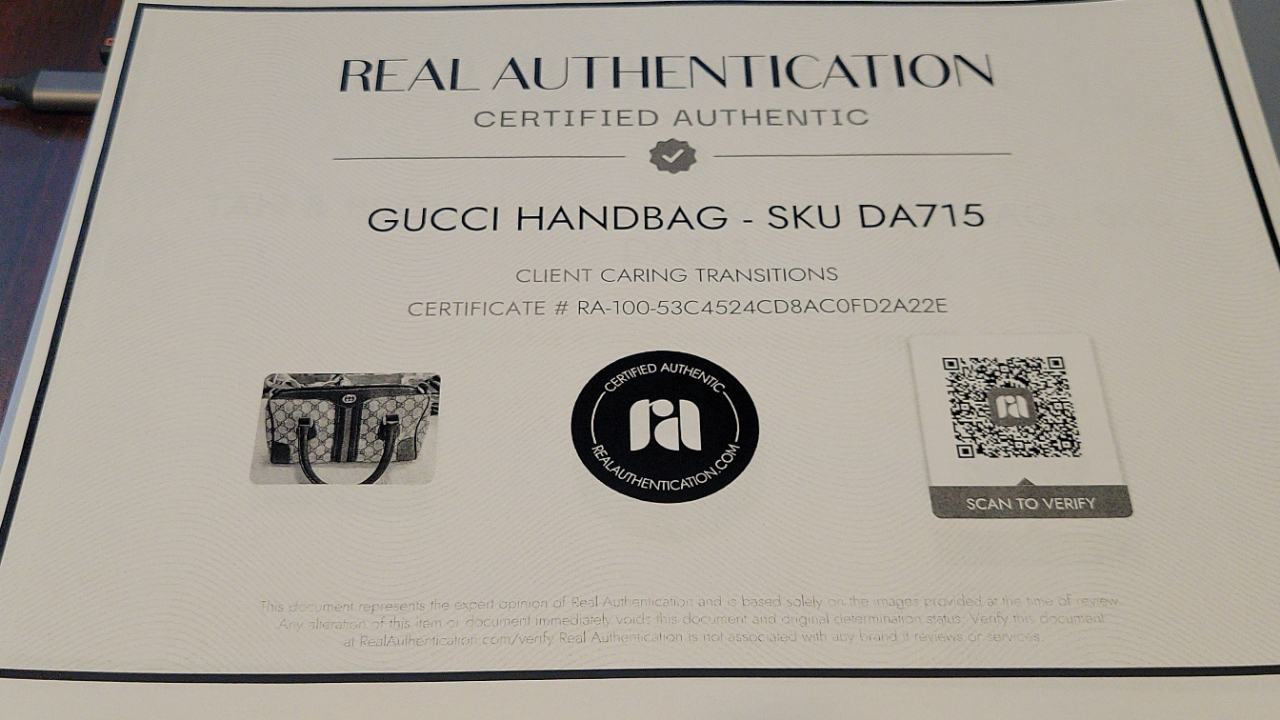 REAL AUTHENTICATION
CERTIFIED AUTHENTIC
GUCCI HANDBAG - SKU DA715
CLIENT CARING TRANSITIONS
CERTIFICATE # RA-100-53C4524CD8AC0FD2A22E
CERTIFIED AUTHENTIC
ra
REALAUTHENTICATION.COM
ra
SCAN TO VERIFY
This document represents the expert opinion of Real Authentication and is based solely on the images provided at the time of review.
Any alteration of this item or document immediately voids this document and original determination status. Verify this document
at RealAuthentication.com/verify. Real Authentication is not associated with any brand it reviews or services.